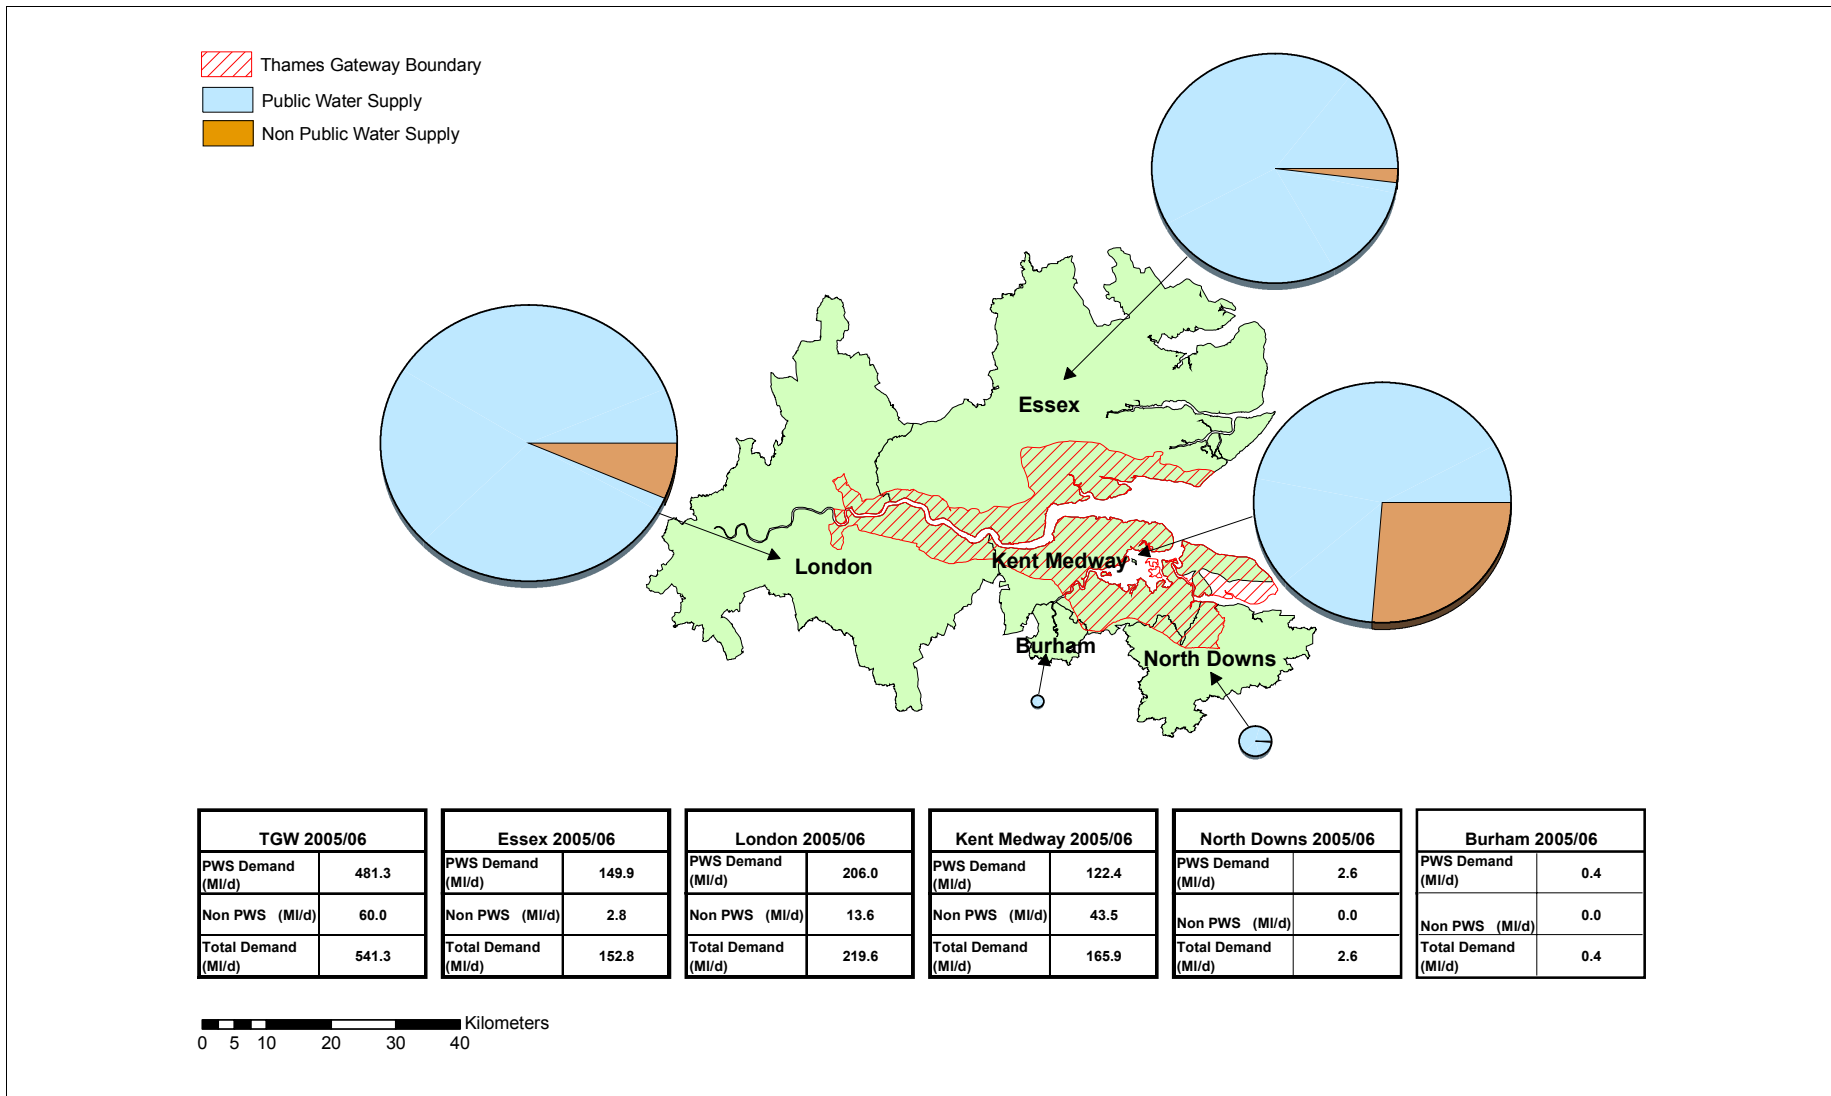 Thames Gateway Boundary
Public Water Supply
Non Public Water Supply
Essex
Kent Medway
London
Burham
North Downs
TGW 2005/06
PWS Demand
(Ml/d)
481.3
Non PWS (Ml/d)
60.0
Total Demand
(Ml/d)
541.3
Essex 2005/06
PWS Demand
(Ml/d)
149.9
Non PWS (Ml/d)
2.8
Total Demand
(Ml/d)
152.8
London 2005/06
PWS Demand
(Ml/d)
206.0
Non PWS (Ml/d)
13.6
Total Demand
(Ml/d)
219.6
Kent Medway 2005/06
PWS Demand
(Ml/d)
122.4
Non PWS (Ml/d)
43.5
Total Demand
(Ml/d)
165.9
North Downs 2005/06
PWS Demand
(Ml/d)
2.6
Non PWS (Ml/d)
0.0
Total Demand
(Ml/d)
2.6
Burham 2005/06
PWS Demand
(Ml/d)
0.4
Non PWS (Ml/d)
0.0
Total Demand
(Ml/d)
0.4
Kilometers
0 5 10 20 30 40